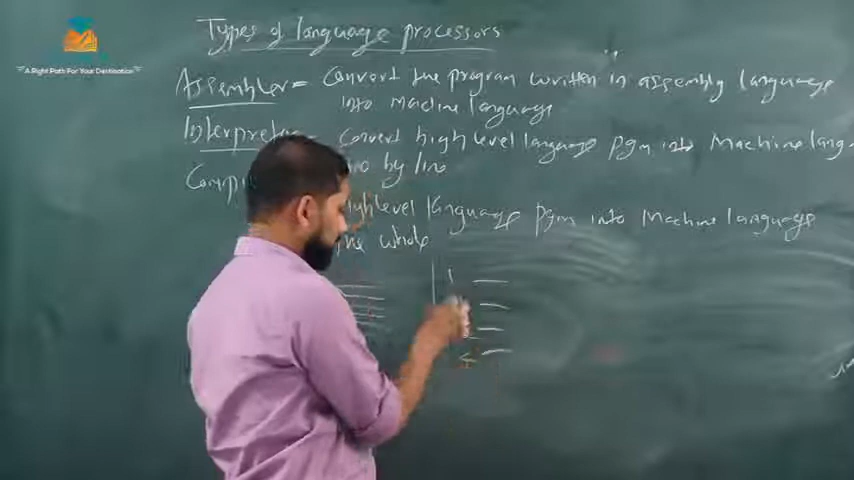 A Right Path For Your Destination
Types of language processors
Assembler = Convert the program written in assembly language
into Machine language
Interpreter = Convert high level language pgm into Machine lang
line by line
Comp
high level language pgm into Machine language
the whole